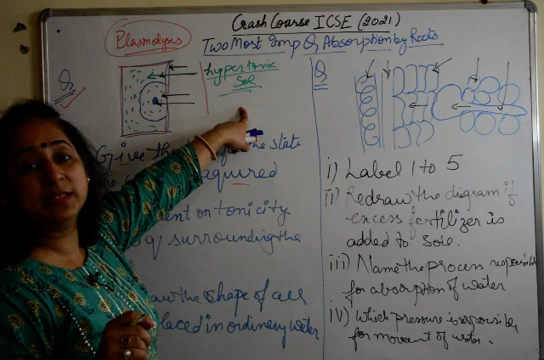 Crash Course ICSE (2021)
Plasmolysis
Two Most Imp Q Absorption by Roots
Q
hypertonic
Sol
Q
Give the the state
quired
i) Label 1 to 5
ii) Redraw the diagram if
excess fertilizer is
added to Soie.
ent on tonicity
q surrounding the
iii) Name the process
for absorption of water
aw the shape of cell
placed in ordinary water
iv) Which pressure is
for movement of water.